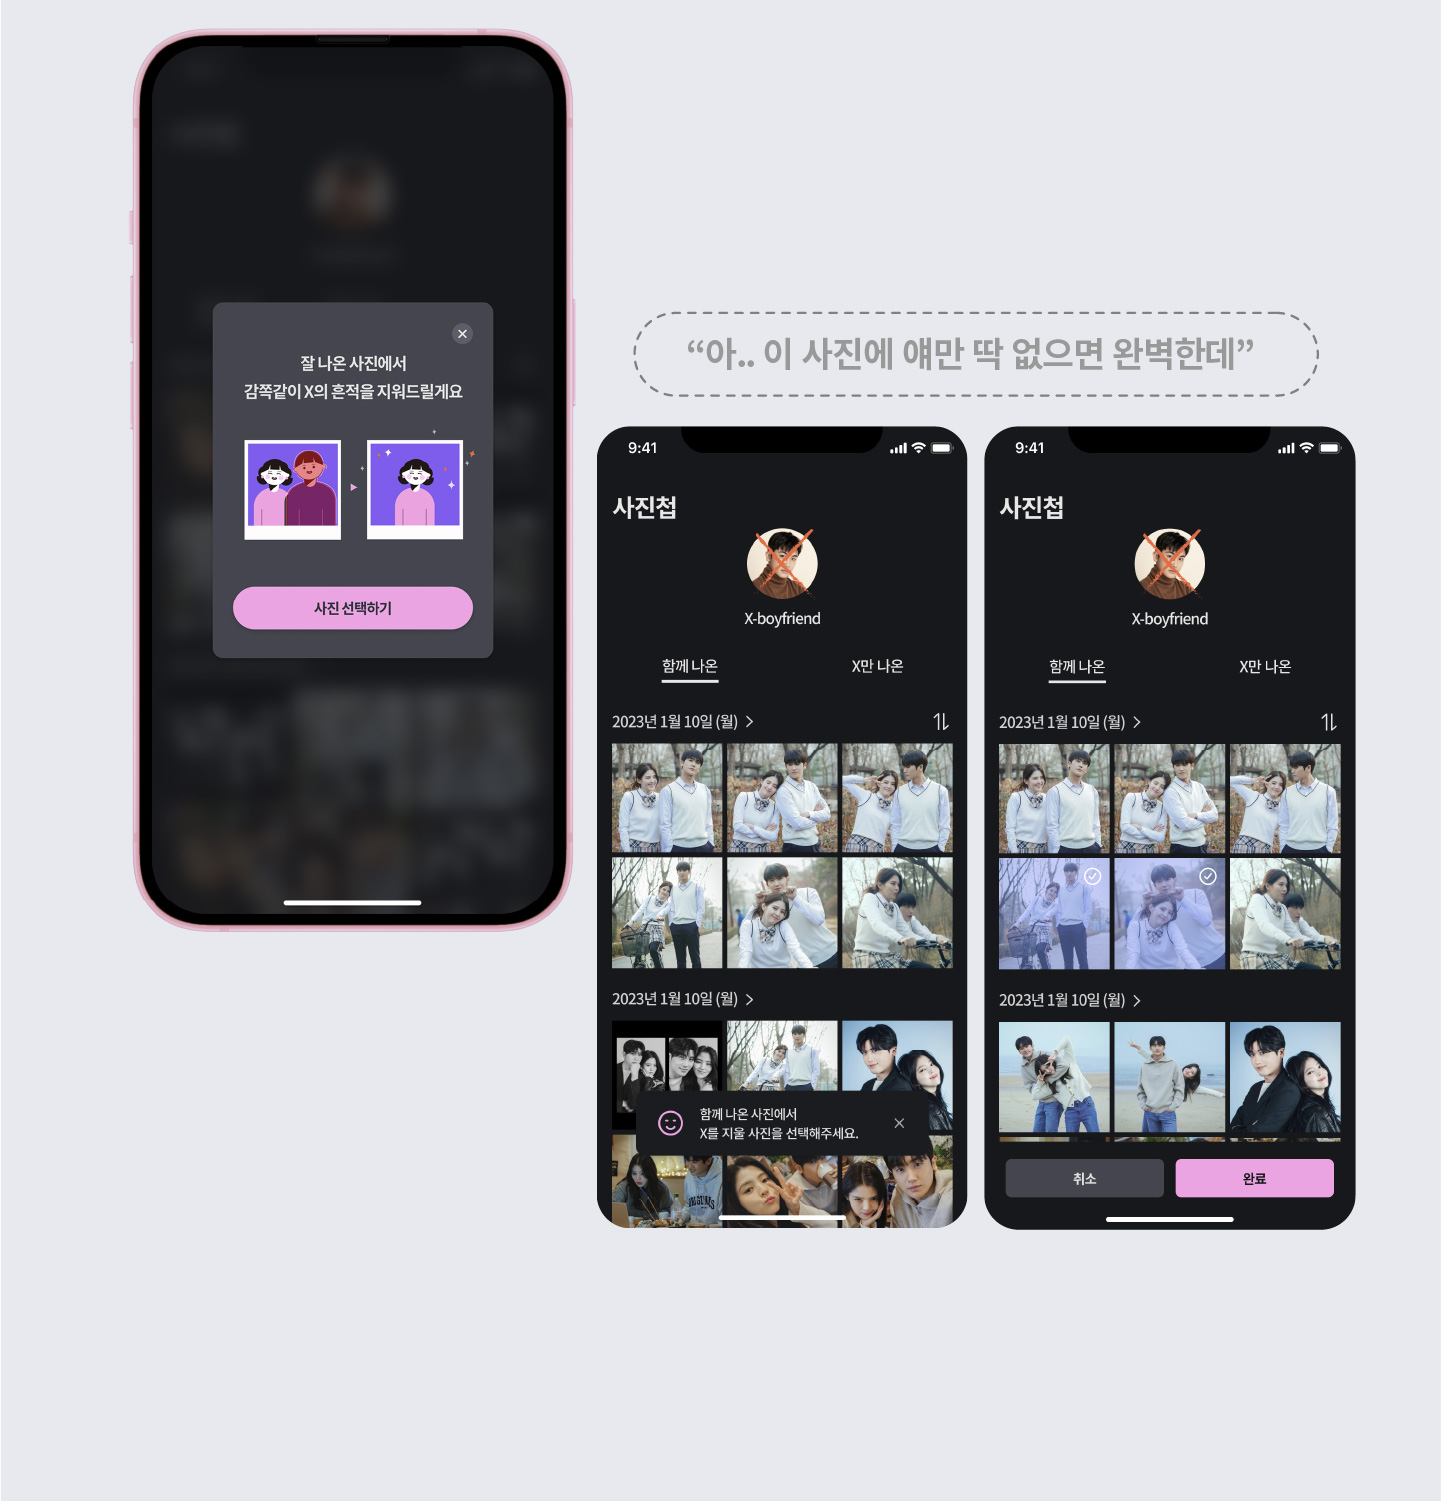 잘 나온 사진에서
감쪽같이 X의 흔적을 지워드릴게요
사진 선택하기
“아.. 이 사진에 얘만 딱 없으면 완벽한데”
9:41
사진첩
X-boyfriend
함께 나온 X만 나온
2023년 1월 10일 (월)
2023년 1월 10일 (월)
함께 나온 사진에서
X를 지울 사진을 선택해주세요.
9:41
사진첩
X-boyfriend
함께 나온 X만 나온
2023년 1월 10일 (월)
2023년 1월 10일 (월)
취소 완료